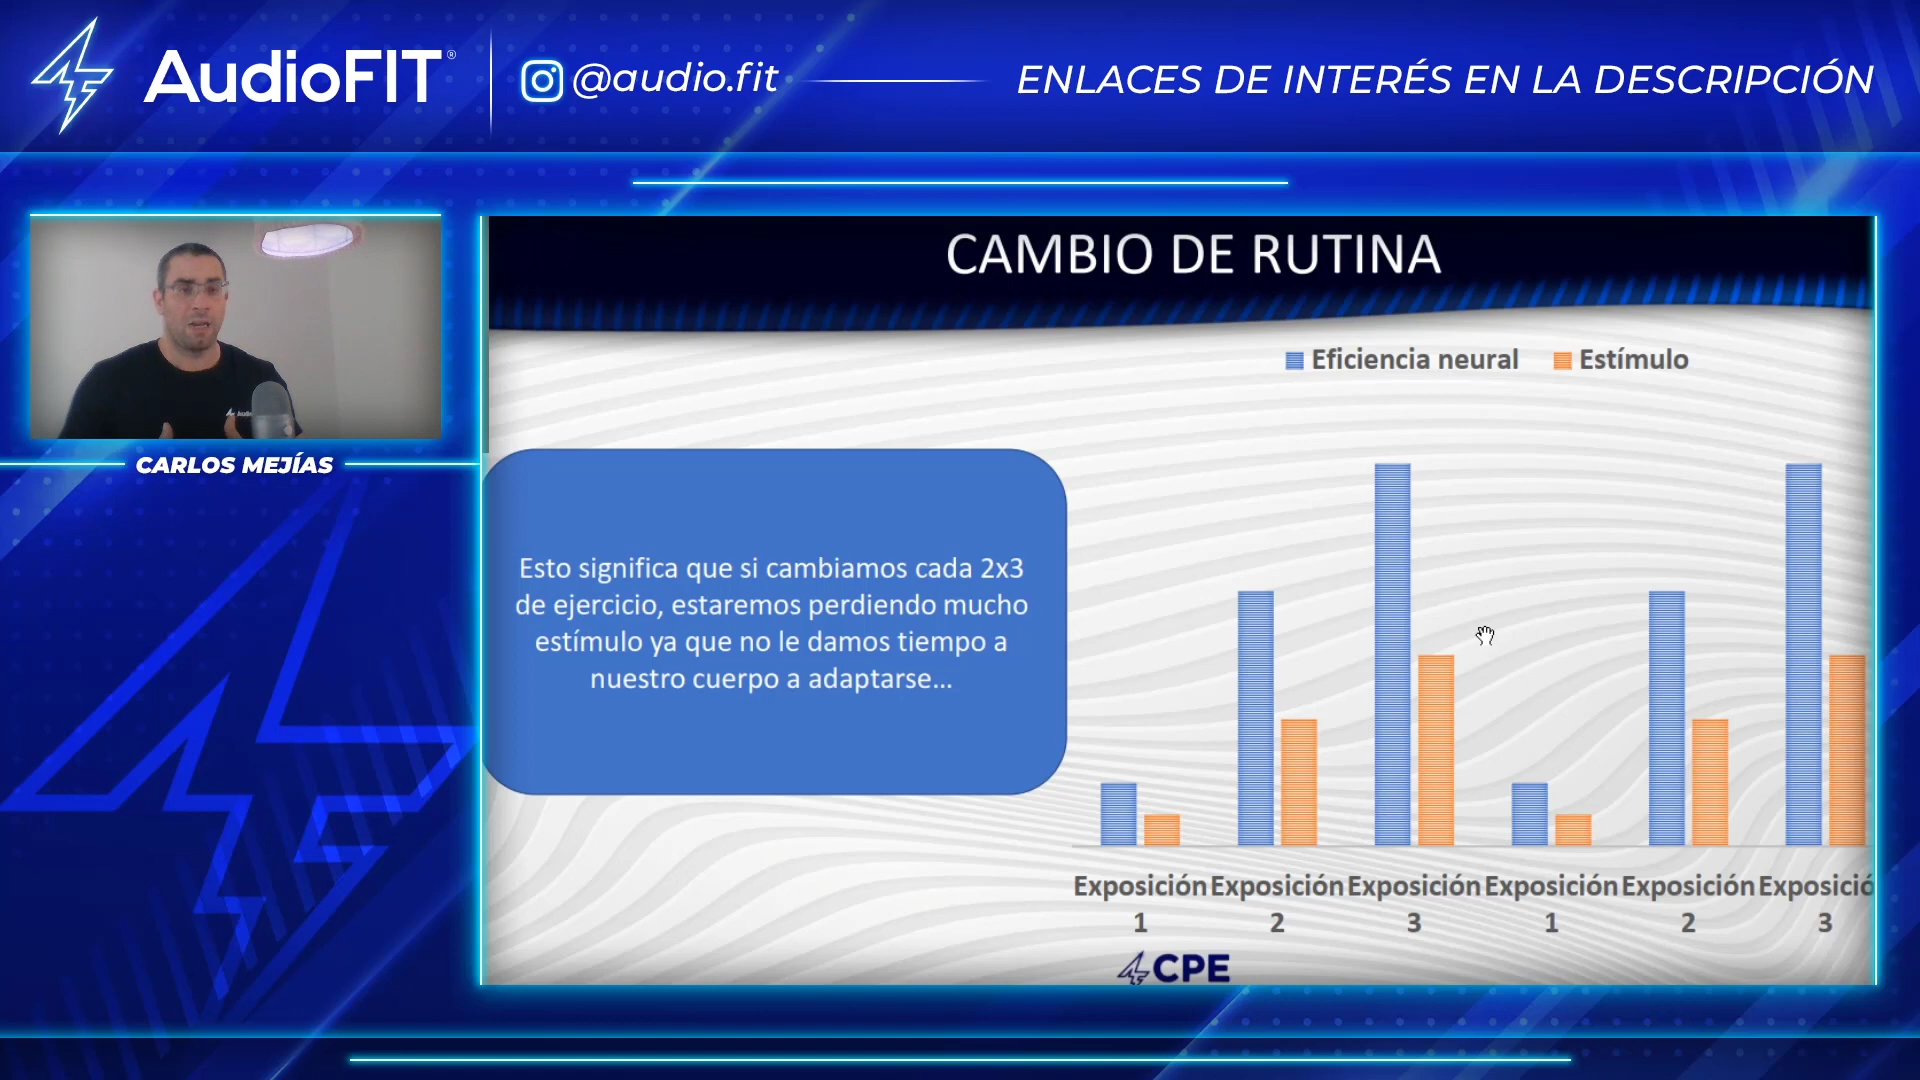 AudioFIT®
@audio.fit
ENLACES DE INTERÉS EN LA DESCRIPCIÓN
CARLOS MEJÍAS
CAMBIO DE RUTINA
Esto significa que si cambiamos cada 2x3
de ejercicio, estaremos perdiendo mucho
estímulo ya que no le damos tiempo a
nuestro cuerpo a adaptarse...
Eficiencia neural Estímulo
Exposición Exposición Exposición Exposición Exposición Exposició
1 2 3 1 2 3
CPE